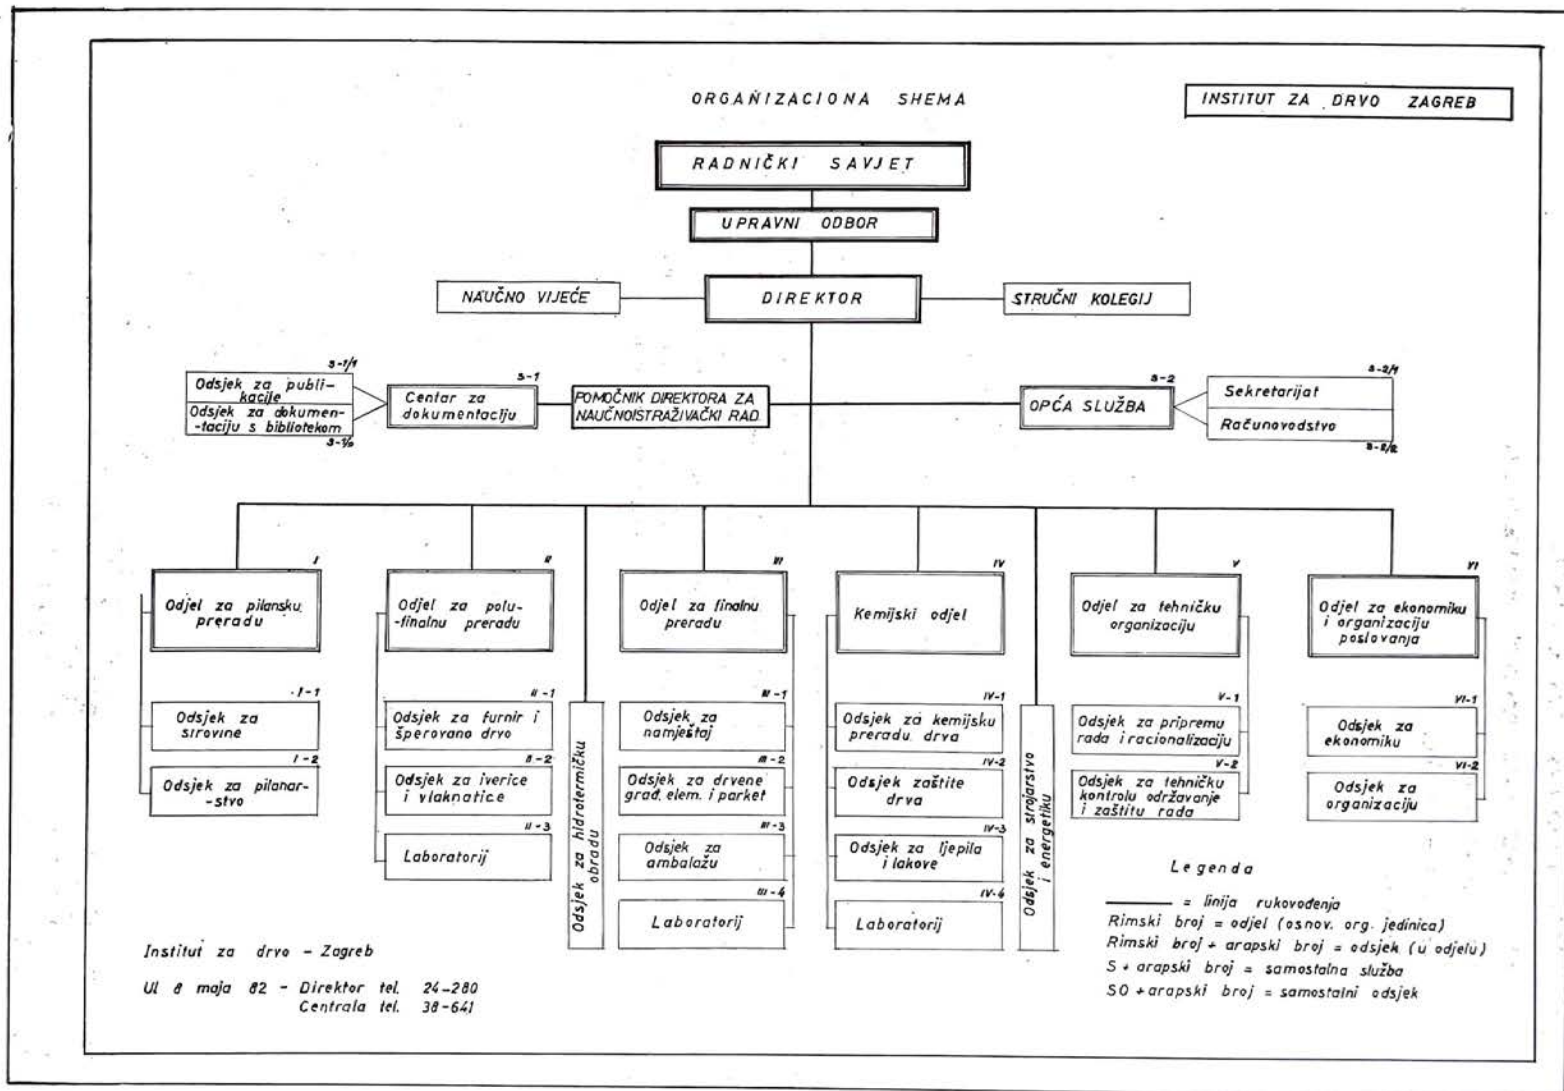 ORGANIZACIONA SHEMA
INSTITUT ZA DRVO ZAGREB
RADNIČKI SAVJET
UPRAVNI ODBOR
NAUČNO VIJEĆE
DIREKTOR
STRUČNI KOLEGIJ
S-1/1
Odsjek za publi-
kacije
Odsjek za dokumen-
-taciju s bibliotekom
S-1
Centar za
dokumentaciju
POMOČNIK DIREKTORA ZA
NAUČNOISTRAŽIVAČKI RAD
S-2
OPĆA SLUŽBA
S-2/1
Sekretarijat
Računovodstvo
S-2/2
I
Odjel za pilansku
preradu
I-1
Odsjek za
sirovine
I-2
Odsjek za pilanar-
-stvo
II
Odjel za polu-
-finalnu preradu
II-1
Odsjek za furnir i
šperovano drvo
II-2
Odsjek za iverice
i vlaknatice
II-3
Laboratorij
Odsjek za hidrotermičku
obradu
III
Odjel za finalnu
preradu
III-1
Odsjek za
namještaj
III-2
Odsjek za drvene
građ. elem. i parket
III-3
Odsjek za
ambalažu
III-4
Laboratorij
IV
Kemijski odjel
IV-1
Odsjek za kemijsku
preradu drva
IV-2
Odsjek zaštite
drva
IV-3
Odsjek za ljepila
i lakove
IV-4
Laboratorij
Odsjek za strojarstvo
i energetiku
V
Odjel za tehničku
organizaciju
V-1
Odsjek za pripremu
rada i racionalizaciju
V-2
Odsjek za tehničku
kontrolu održavanje
i zaštitu rada
VI
Odjel za ekonomiku
i organizaciju
poslovanja
VI-1
Odsjek za
ekonomiku
VI-2
Odsjek za
organizaciju
Legenda
= linija rukovođenja
Rimski broj = odjel (osnov. org. jedinica)
Rimski broj + arapski broj = odsjek (u odjelu)
S + arapski broj = samostalna služba
SO + arapski broj = samostalni odsjek
Institut za drvo - Zagreb
Ul 8 maja 82 - Direktor tel. 24-280
Centrala tel. 38-641